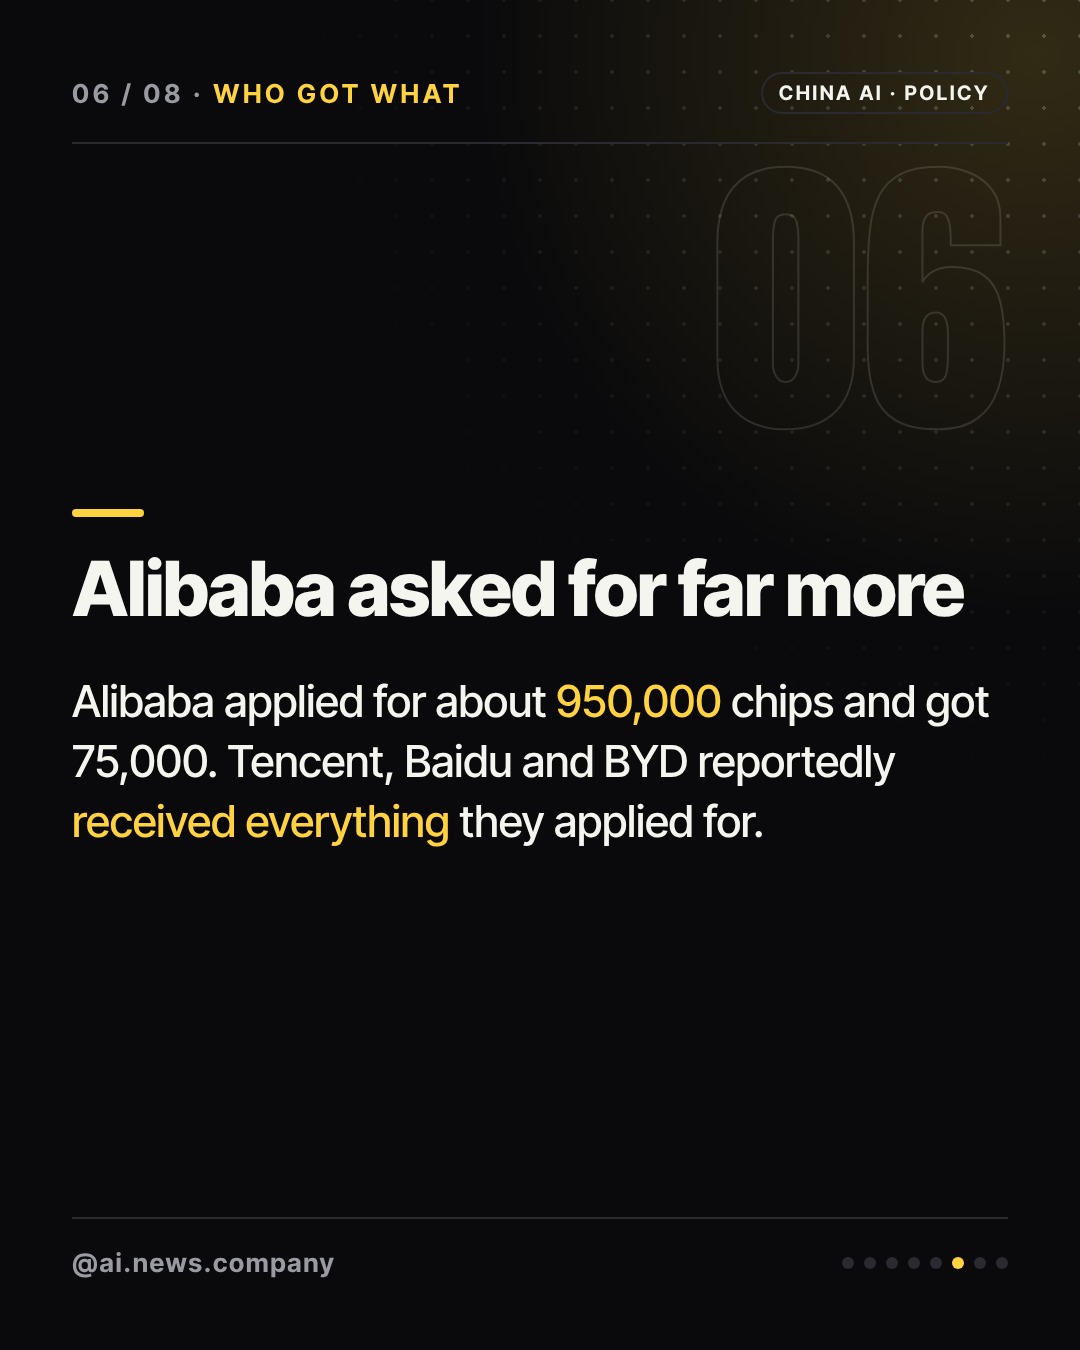 06 / 08 · WHO GOT WHAT
CHINA AI · POLICY
06
Alibaba asked for far more
Alibaba applied for about 950,000 chips and got
75,000. Tencent, Baidu and BYD reportedly
received everything they applied for.
@ai.news.company